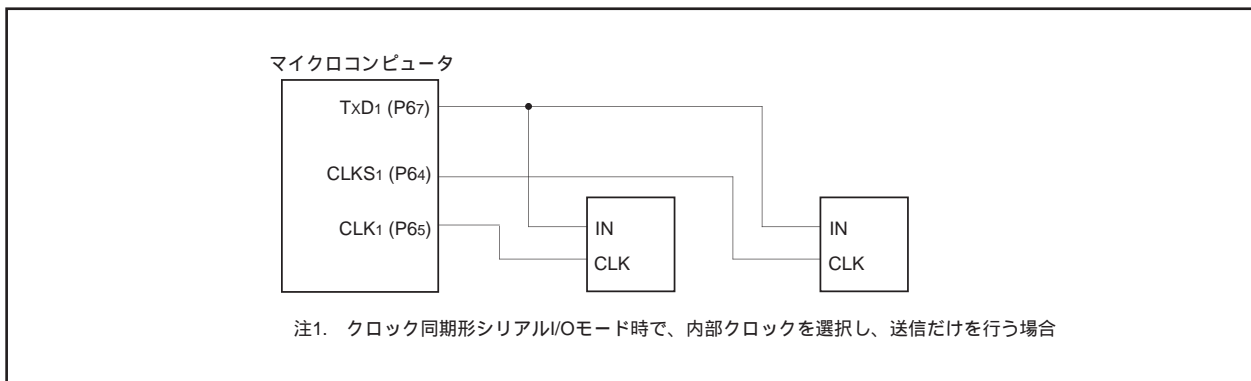 マイクロコンピュータ
TxD1 (P67)
CLKS1 (P64)
CLK1 (P65)
IN
CLK
IN
CLK
注1. クロック同期形シリアルI/Oモード時で、内部クロックを選択し、送信だけを行う場合